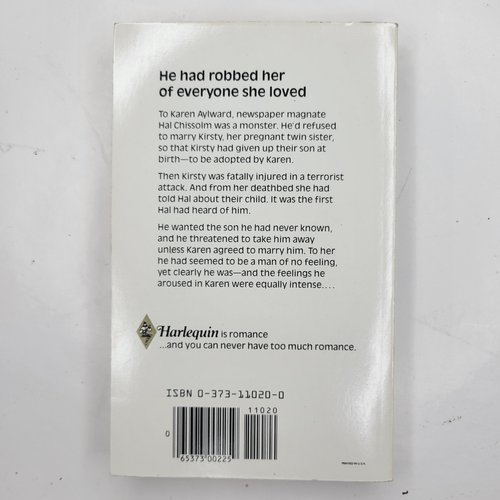 He had robbed her
of everyone she loved
To Karen Aylward, newspaper magnate
Hal Chissolm was a monster. He'd refused
to marry Kirsty, her pregnant twin sister,
so that Kirsty had given up their son at
birth—to be adopted by Karen.
Then Kirsty was fatally injured in a terrorist
attack. And from her deathbed she had
told Hal about their child. It was the first
Hal had heard of him.
He wanted the son he had never known,
and he threatened to take him away
unless Karen agreed to marry him. To her
he had seemed to be a man of no feeling,
yet clearly he was—and the feelings he
aroused in Karen were equally intense....
Harlequin is romance
...and you can never have too much romance.
ISBN 0-373-11020-0
11020
0
65373 00225
PRINTED IN U.S.A.